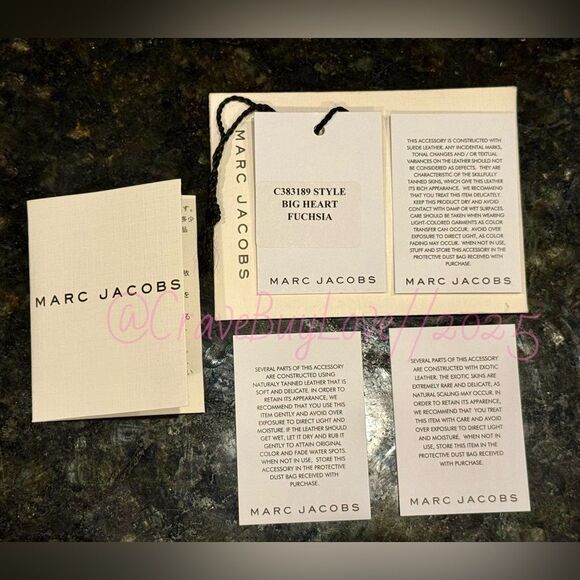 MARC JACOBS
C383189 STYLE
BIG HEART
FUCHSIA
MARC JACOBS
THIS ACCESSORY IS CONSTRUCTED WITH
SUEDE LEATHER. ANY INCIDENTAL MARKS,
TONAL CHANGES AND / OR TEXTUAL
VARIANCES ON THE LEATHER SHOULD NOT
BE CONSIDERED AS DEFECTS. THEY ARE
CHARACTERISTIC OF THE SKILLFULLY
TANNED SKINS, WHICH GIVE THIS LEATHER
ITS RICH APPEARANCE. WE RECOMMEND
THAT YOU TREAT THIS ITEM DELICATELY.
KEEP THIS PRODUCT DRY AND AVOID
CONTACT WITH DAMP OR WET SURFACES.
CARE SHOULD BE TAKEN WHEN WEARING
LIGHT-COLORED GARMENTS AS COLOR
TRANSFER CAN OCCUR. AVOID OVER
EXPOSURE TO DIRECT LIGHT, AS COLOR
FADING MAY OCCUR. WHEN NOT IN USE,
STUFF AND STORE THIS ACCESSORY IN THE
PROTECTIVE DUST BAG RECEIVED WITH
PURCHASE.
MARC JACOBS
す。少
多
品
MARC JACOBS
故
を
る
@CraveBuyLove//2025
SEVERAL PARTS OF THIS ACCESSORY
ARE CONSTRUCTED USING
NATURALY TANNED LEATHER THAT IS
SOFT AND DELICATE. IN ORDER TO
RETAIN ITS APPEARANCE, WE
RECOMMEND THAT YOU USE THIS
ITEM GENTLY AND AVOID OVER
EXPOSURE TO DIRECT LIGHT AND
MOISTURE. IF THE LEATHER SHOULD
GET WET, LET IT DRY AND RUB IT
GENTLY TO ATTAIN ORIGINAL
COLOR AND FADE WATER SPOTS.
WHEN NOT IN USE, STORE THIS
ACCESSORY IN THE PROTECTIVE
DUST BAG RECEIVED WITH
PURCHASE.
MARC JACOBS
SEVERAL PARTS OF THIS ACCESSORY
ARE CONSTRUCTED WITH EXOTIC
LEATHER. THE EXOTIC SKINS ARE
EXTREMELY RARE AND DELICATE, AS
NATURAL SCALING MAY OCCUR. IN
ORDER TO RETAIN ITS APPARENCE,
WE RECOMMEND THAT YOU TREAT
THIS ITEM WITH CARE AND AVOID
OVER EXPOSURE TO DIRECT LIGHT
AND MOISTURE. WHEN NOT IN
USE, STORE THIS ITEM IN THE
PROTECTIVE DUST BAG RECEIVED
WITH PURCHASE.
MARC JACOBS